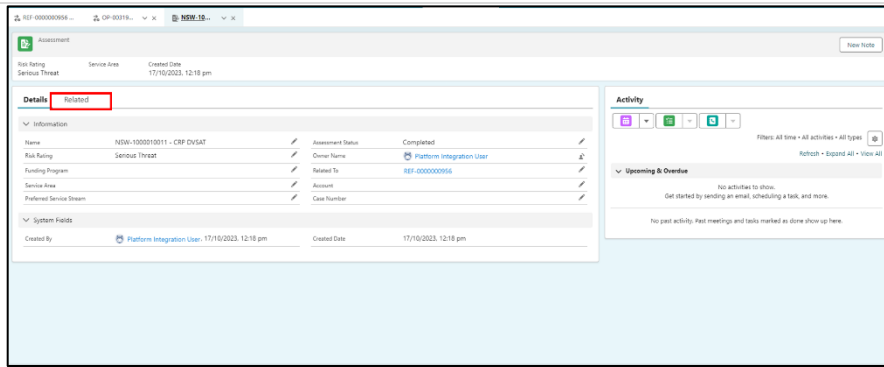 REF-0000000956 ...
OP-00319...
NSW-10...
Assessment
New Note
Risk Rating Service Area Created Date
Serious Threat 17/10/2023, 12:18 pm
Details Related
Information
Name NSW-1000010011 - CRP DVSAT Assessment Status Completed
Risk Rating Serious Threat Owner Name Platform Integration User
Funding Program Related To REF-0000000956
Service Area Account
Preferred Service Stream Case Number
System Fields
Created By Platform Integration User, 17/10/2023, 12:18 pm Created Date 17/10/2023, 12:18 pm
Activity
Filters: All time • All activities • All types
Refresh • Expand All • View All
Upcoming & Overdue
No activities to show.
Get started by sending an email, scheduling a task, and more.
No past activity. Past meetings and tasks marked as done show up here.